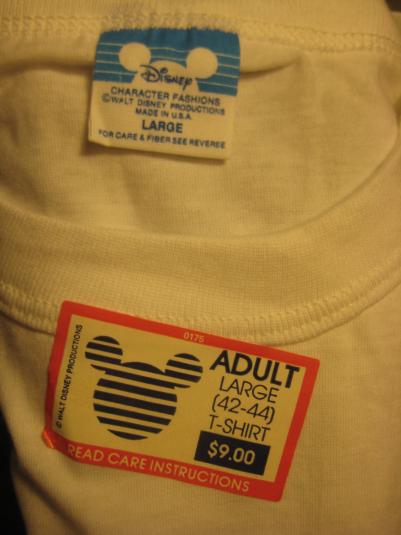 Disney
CHARACTER FASHIONS
©WALT DISNEY PRODUCTIONS
MADE IN U.S.A.
LARGE
FOR CARE & FIBER SEE REVERSE
0175
© WALT DISNEY PRODUCTIONS
ADULT
LARGE
(42-44)
T-SHIRT
$9.00
READ CARE INSTRUCTIONS